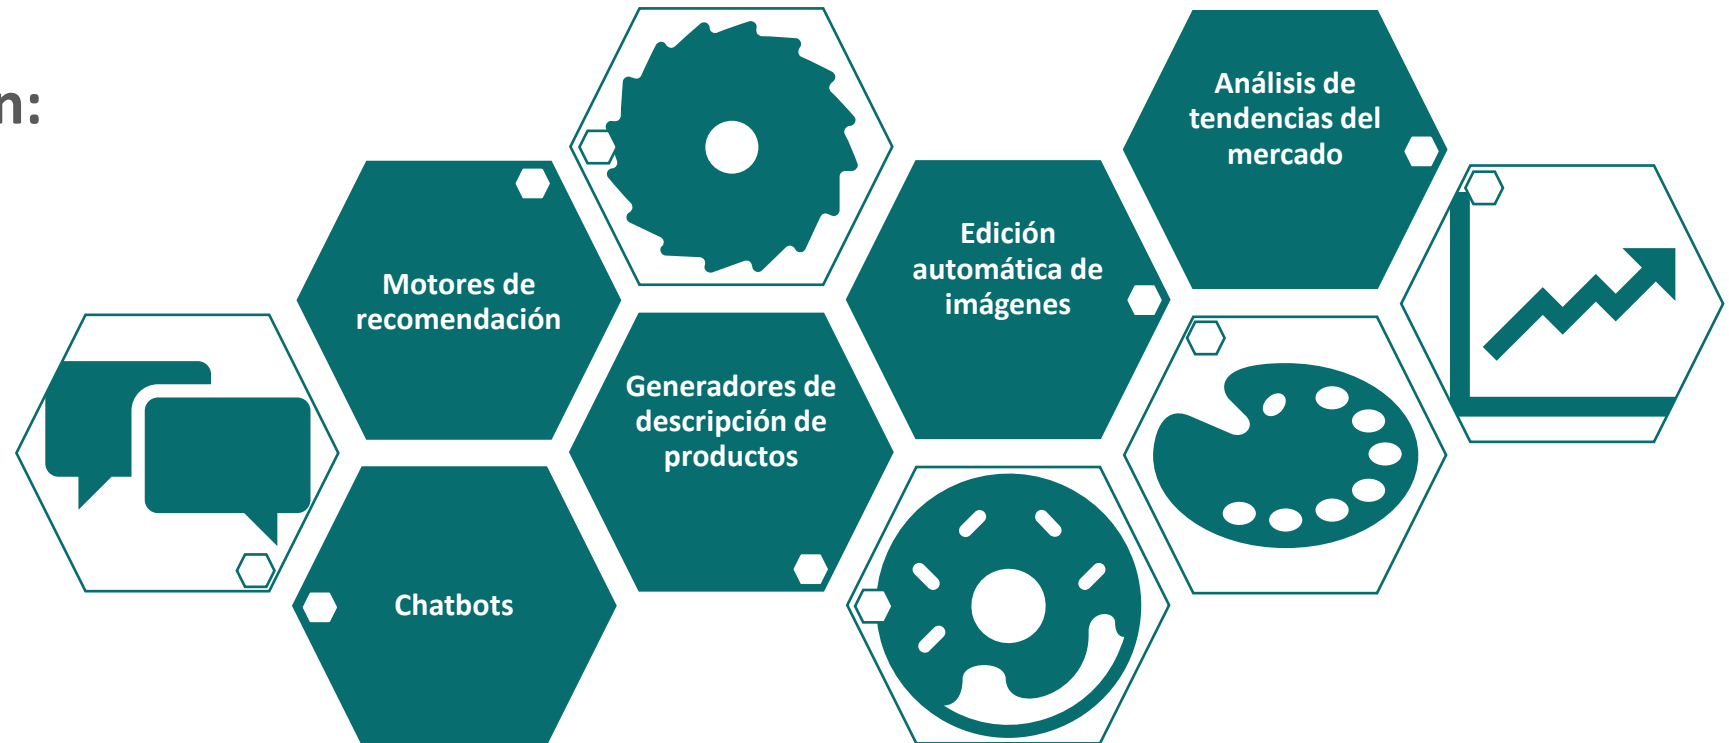 n:
Análisis de
tendencias del
mercado
Edición
automática de
imágenes
Motores de
recomendación
Generadores de
descripción de
productos
Chatbots